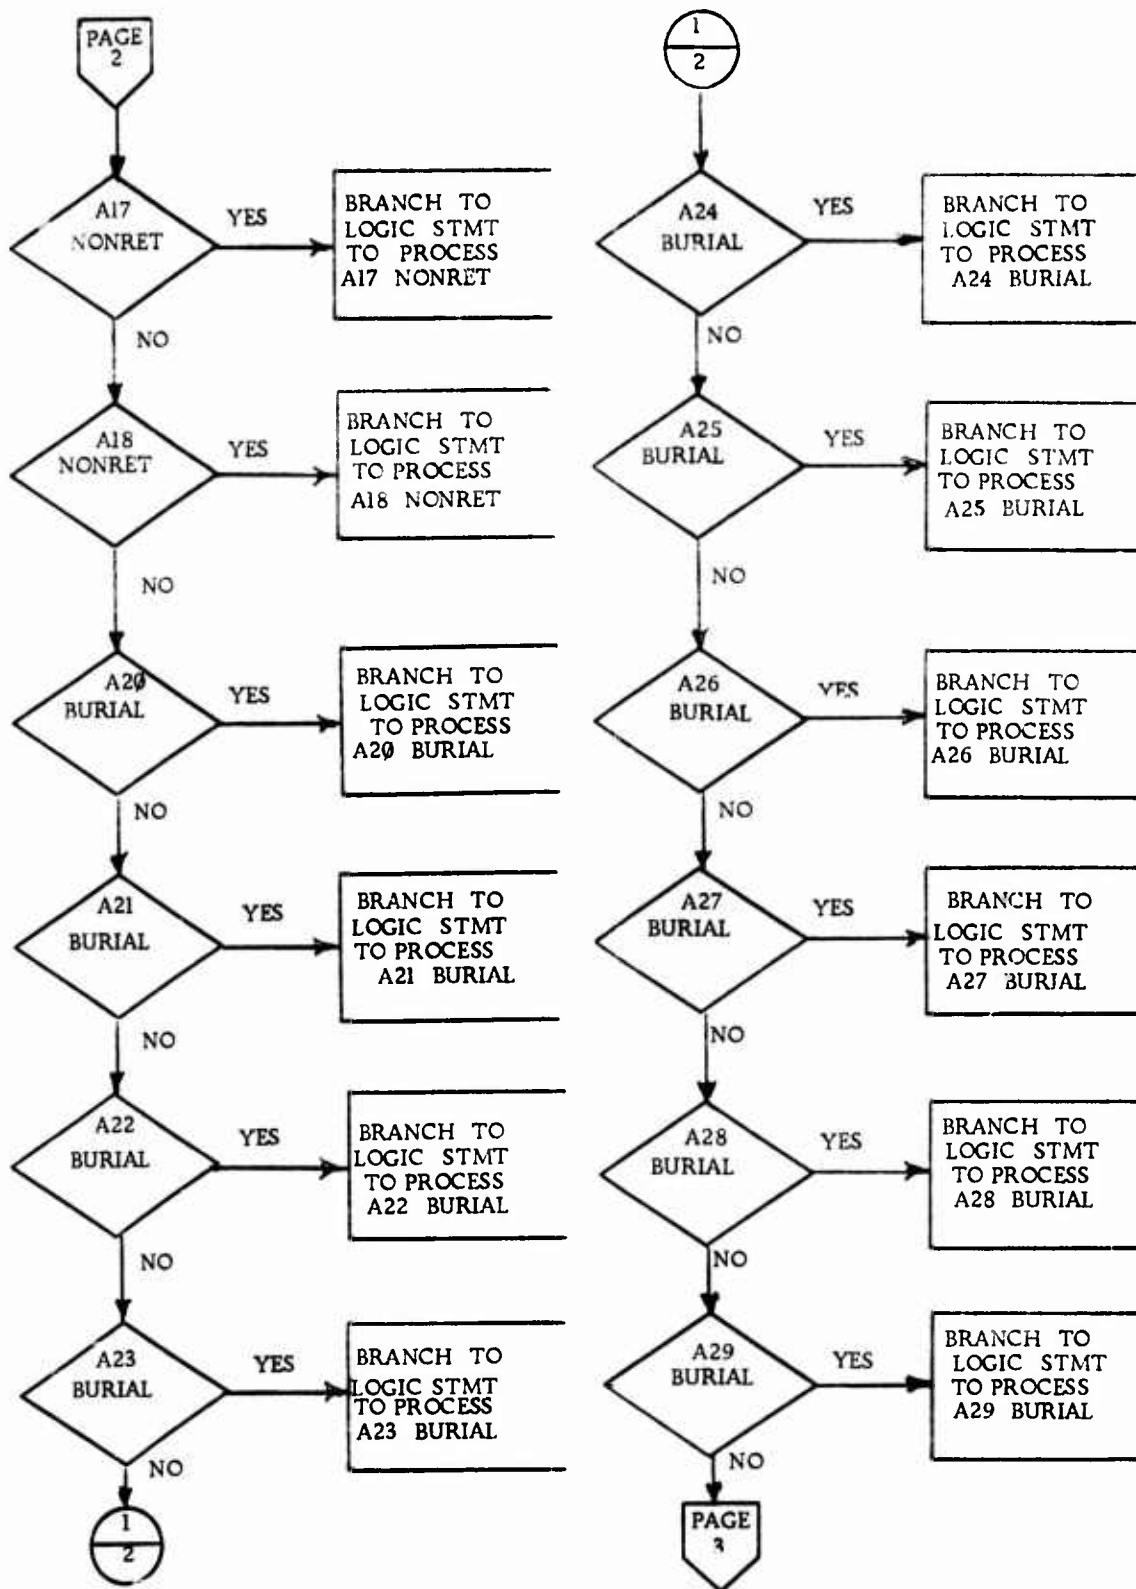 PAGE
2
A17
NONRET
YES
BRANCH TO
LOGIC STMT
TO PROCESS
A17 NONRET
NO
A18
NONRET
YES
BRANCH TO
LOGIC STMT
TO PROCESS
A18 NONRET
NO
A20
BURIAL
YES
BRANCH TO
LOGIC STMT
TO PROCESS
A20 BURIAL
NO
A21
BURIAL
YES
BRANCH TO
LOGIC STMT
TO PROCESS
A21 BURIAL
NO
A22
BURIAL
YES
BRANCH TO
LOGIC STMT
TO PROCESS
A22 BURIAL
NO
A23
BURIAL
YES
BRANCH TO
LOGIC STMT
TO PROCESS
A23 BURIAL
NO
1
2
1
2
A24
BURIAL
YES
BRANCH TO
LOGIC STMT
TO PROCESS
A24 BURIAL
NO
A25
BURIAL
YES
BRANCH TO
LOGIC STMT
TO PROCESS
A25 BURIAL
NO
A26
BURIAL
YES
BRANCH TO
LOGIC STMT
TO PROCESS
A26 BURIAL
NO
A27
BURIAL
YES
BRANCH TO
LOGIC STMT
TO PROCESS
A27 BURIAL
NO
A28
BURIAL
YES
BRANCH TO
LOGIC STMT
TO PROCESS
A28 BURIAL
NO
A29
BURIAL
YES
BRANCH TO
LOGIC STMT
TO PROCESS
A29 BURIAL
NO
PAGE
3